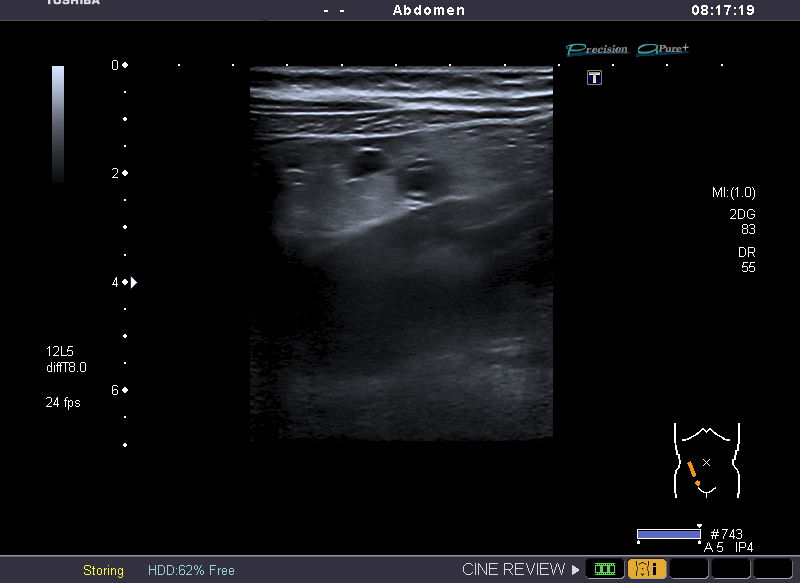 TOSHIBA
- - Abdomen 08:17:19
Precision APure+
T
0
2
4
6
MI:(1.0)
2DG
83
DR
55
12L5
diffT8.0
24 fps
#743
A 5 IP4
Storing HDD:62% Free CINE REVIEW
i